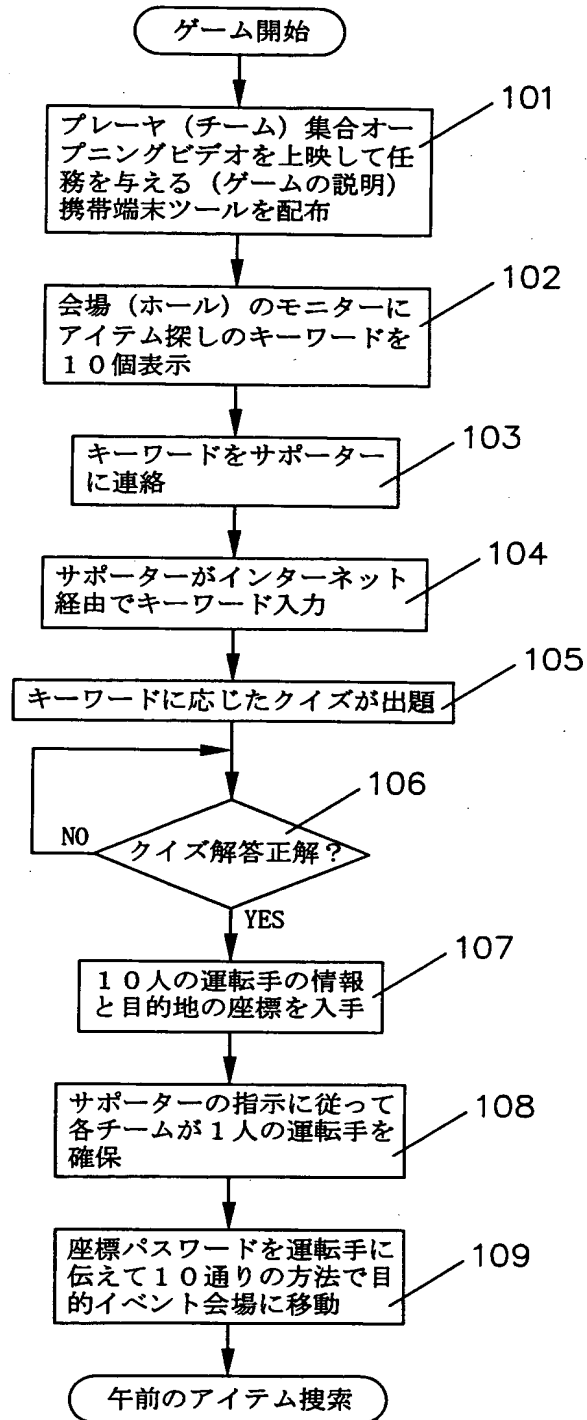 ゲーム開始
101
プレーヤ（チーム）集合オー
プニングビデオを上映して任
務を与える（ゲームの説明）
携帯端末ツールを配布
102
会場（ホール）のモニターに
アイテム探しのキーワードを
１０個表示
103
キーワードをサポーター
に連絡
104
サポーターがインターネット
経由でキーワード入力
105
キーワードに応じたクイズが出題
106
クイズ解答正解？
NO
YES
107
１０人の運転手の情報
と目的地の座標を入手
108
サポーターの指示に従って
各チームが１人の運転手を
確保
109
座標パスワードを運転手に
伝えて１０通りの方法で目
的イベント会場に移動
午前のアイテム捜索